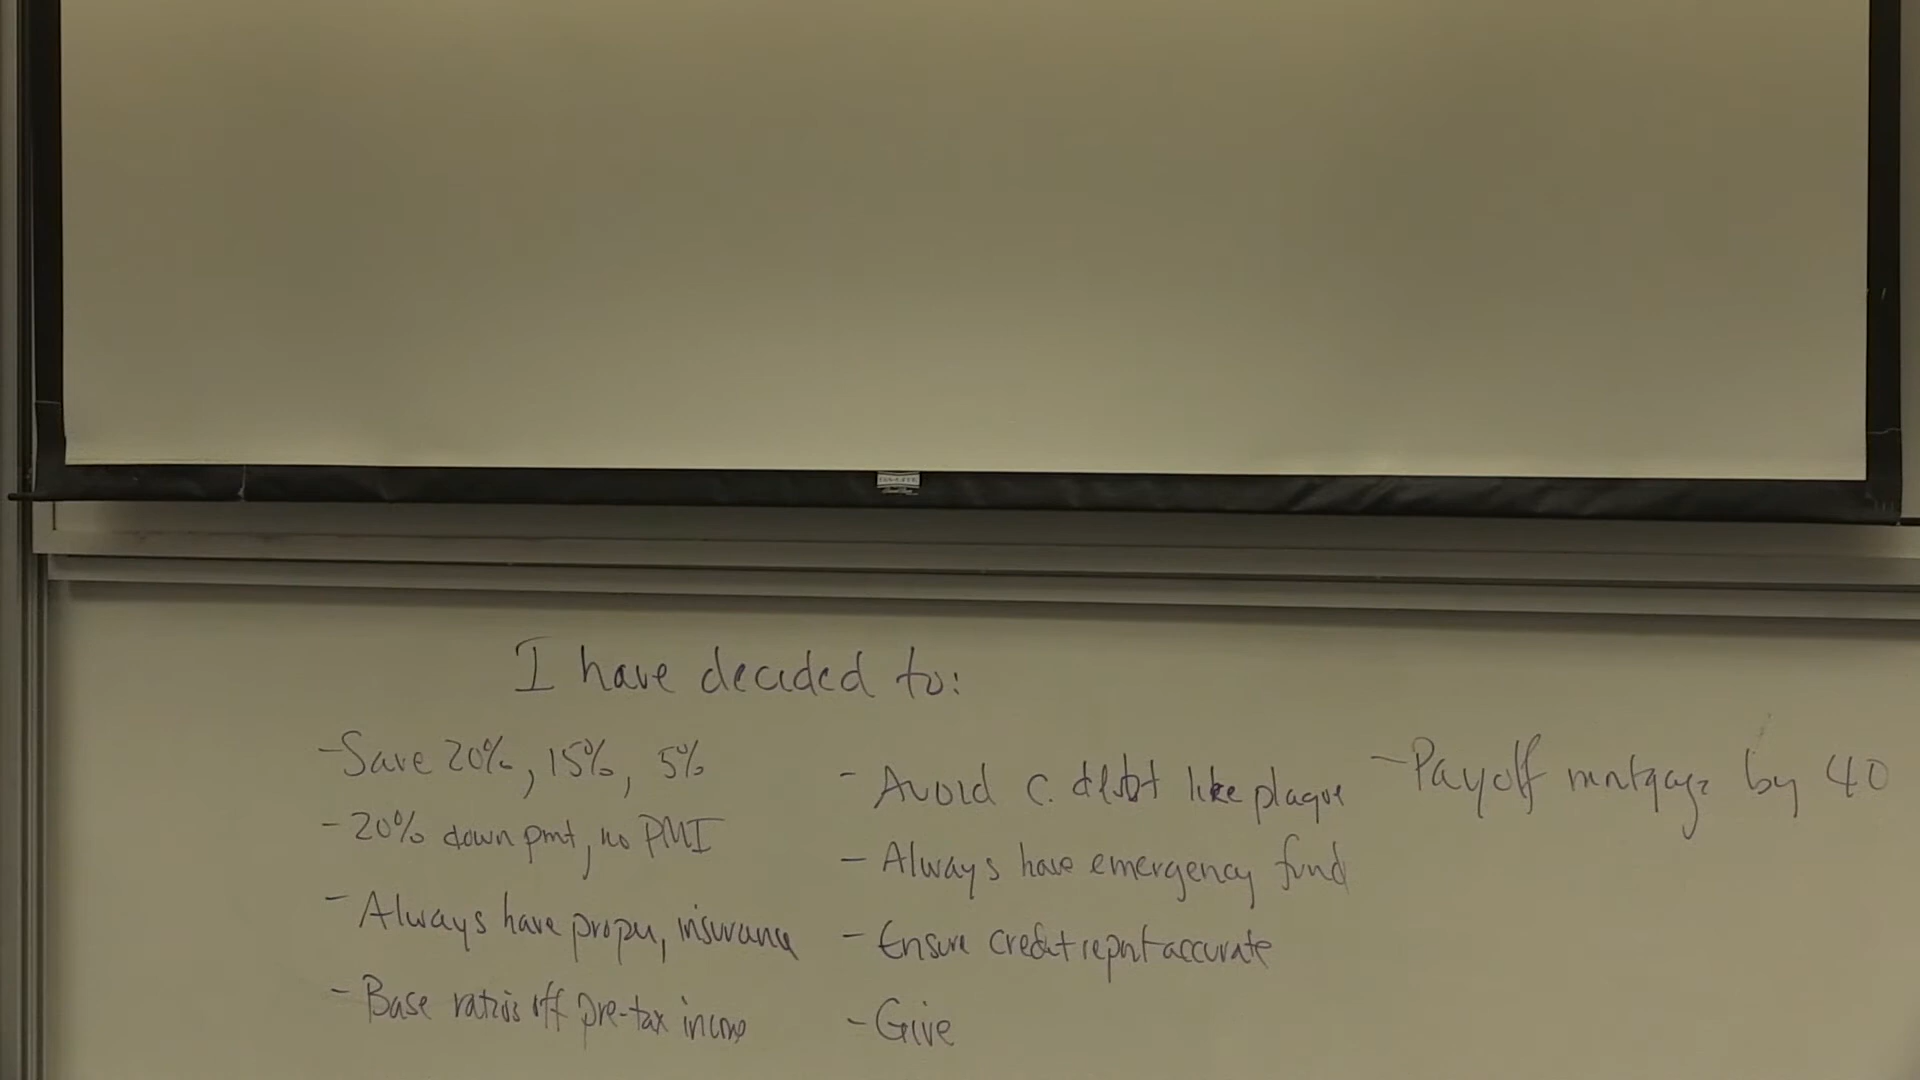 I have decided to:
- Save 20%, 15%, 5%
- 20% down pmt, no PMI
- Always have proper, insurance
- Base ratios off pre-tax income
- Avoid c. debt like plague
- Always have emergency fund
- Ensure credit report accurate
- Give
- Payoff mortgage by 40